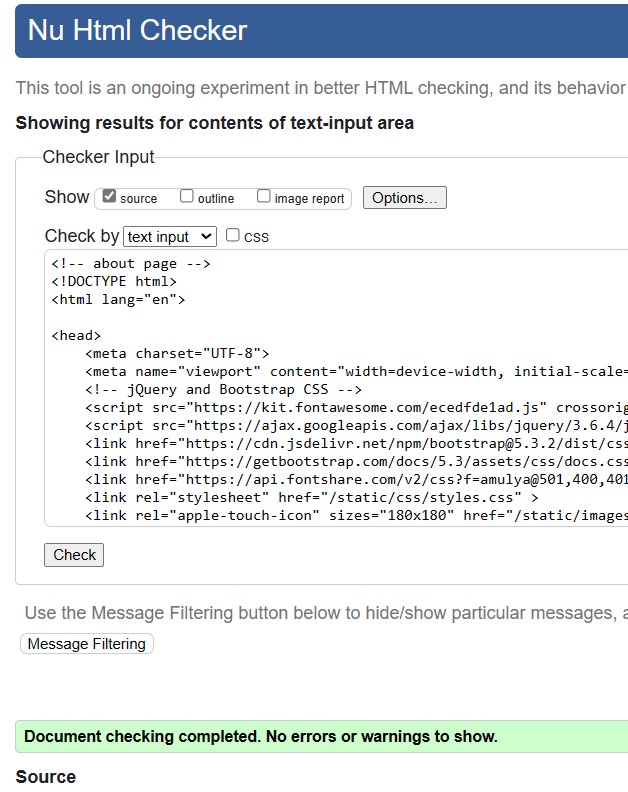 Nu Html Checker
This tool is an ongoing experiment in better HTML checking, and its behavior
Showing results for contents of text-input area
Checker Input
Show source outline image report Options...
Check by text input CSS
<!-- about page -->
<!DOCTYPE html>
<html lang="en">
<head>
<meta charset="UTF-8">
<meta name="viewport" content="width=device-width, initial-scale=
<!-- jQuery and Bootstrap CSS -->
<script src="https://kit.fontawesome.com/ecedfde1ad.js" crossorig
<script src="https://ajax.googleapis.com/ajax/libs/jquery/3.6.4/j
<link href="https://cdn.jsdelivr.net/npm/bootstrap@5.3.2/dist/css
<link href="https://getbootstrap.com/docs/5.3/assets/css/docs.css
<link href="https://api.fontshare.com/v2/css?f=amulya@501,400,401
<link rel="stylesheet" href="/static/css/styles.css" >
<link rel="apple-touch-icon" sizes="180x180" href="/static/images
Check
Use the Message Filtering button below to hide/show particular messages, a
Message Filtering
Document checking completed. No errors or warnings to show.
Source